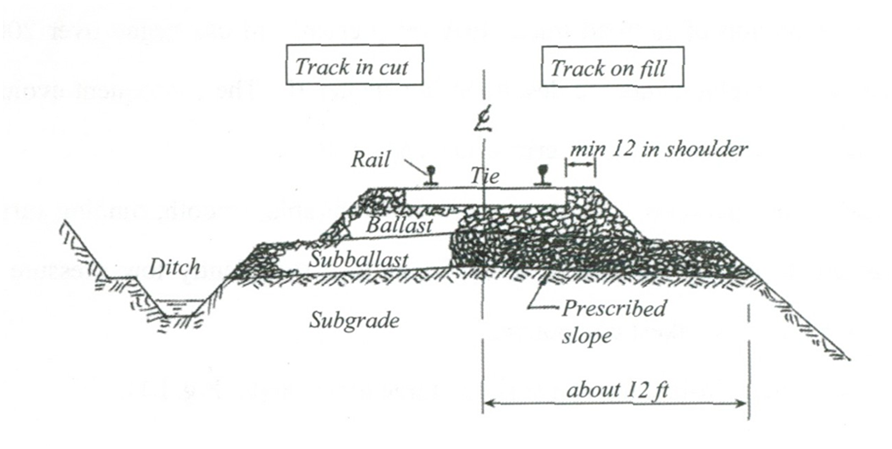 Track in cut
Track on fill
℄
min 12 in shoulder
Rail
Tie
Ballast
Ditch
Subballast
Prescribed
slope
Subgrade
about 12 ft